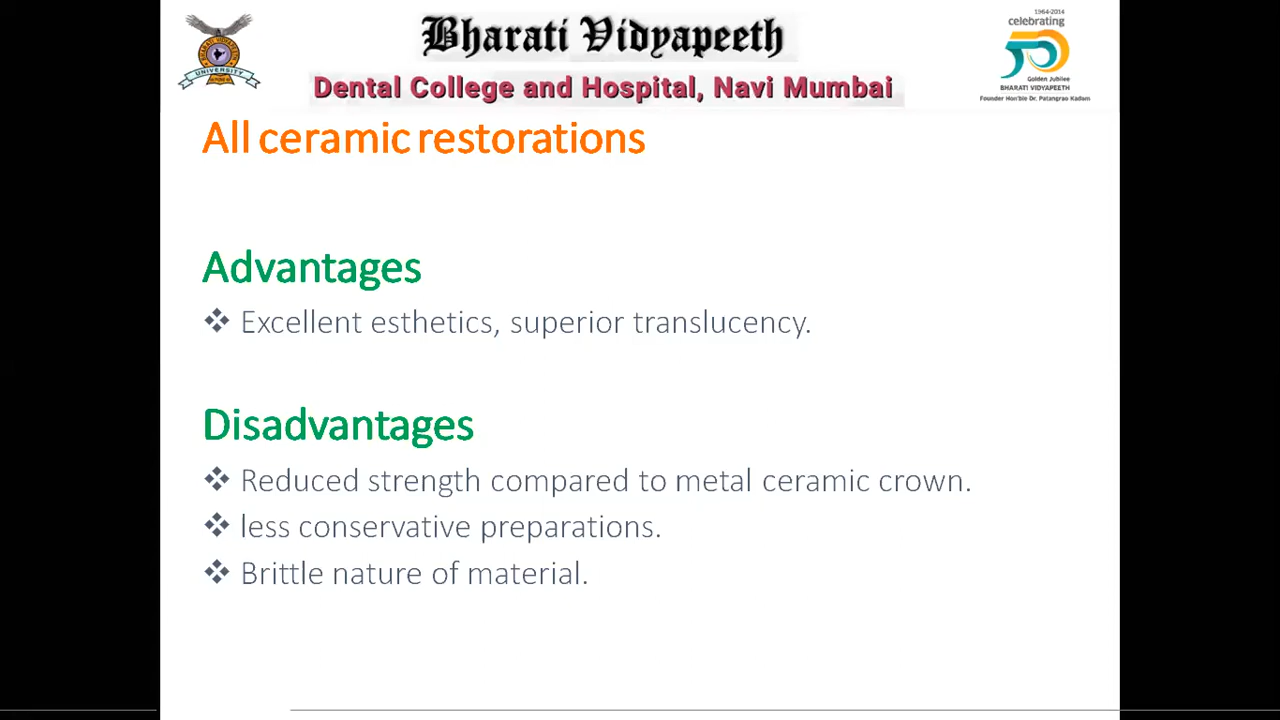 1964-2014
celebrating
Bharati Vidyapeeth
UNIVERSITY
Dental College and Hospital, Navi Mumbai
Golden Jubilee
BHARATI VIDYAPEETH
Founder Hon'ble Dr. Patangrao Kadam
All ceramic restorations
Advantages
❖ Excellent esthetics, superior translucency.
Disadvantages
❖ Reduced strength compared to metal ceramic crown.
❖ less conservative preparations.
❖ Brittle nature of material.